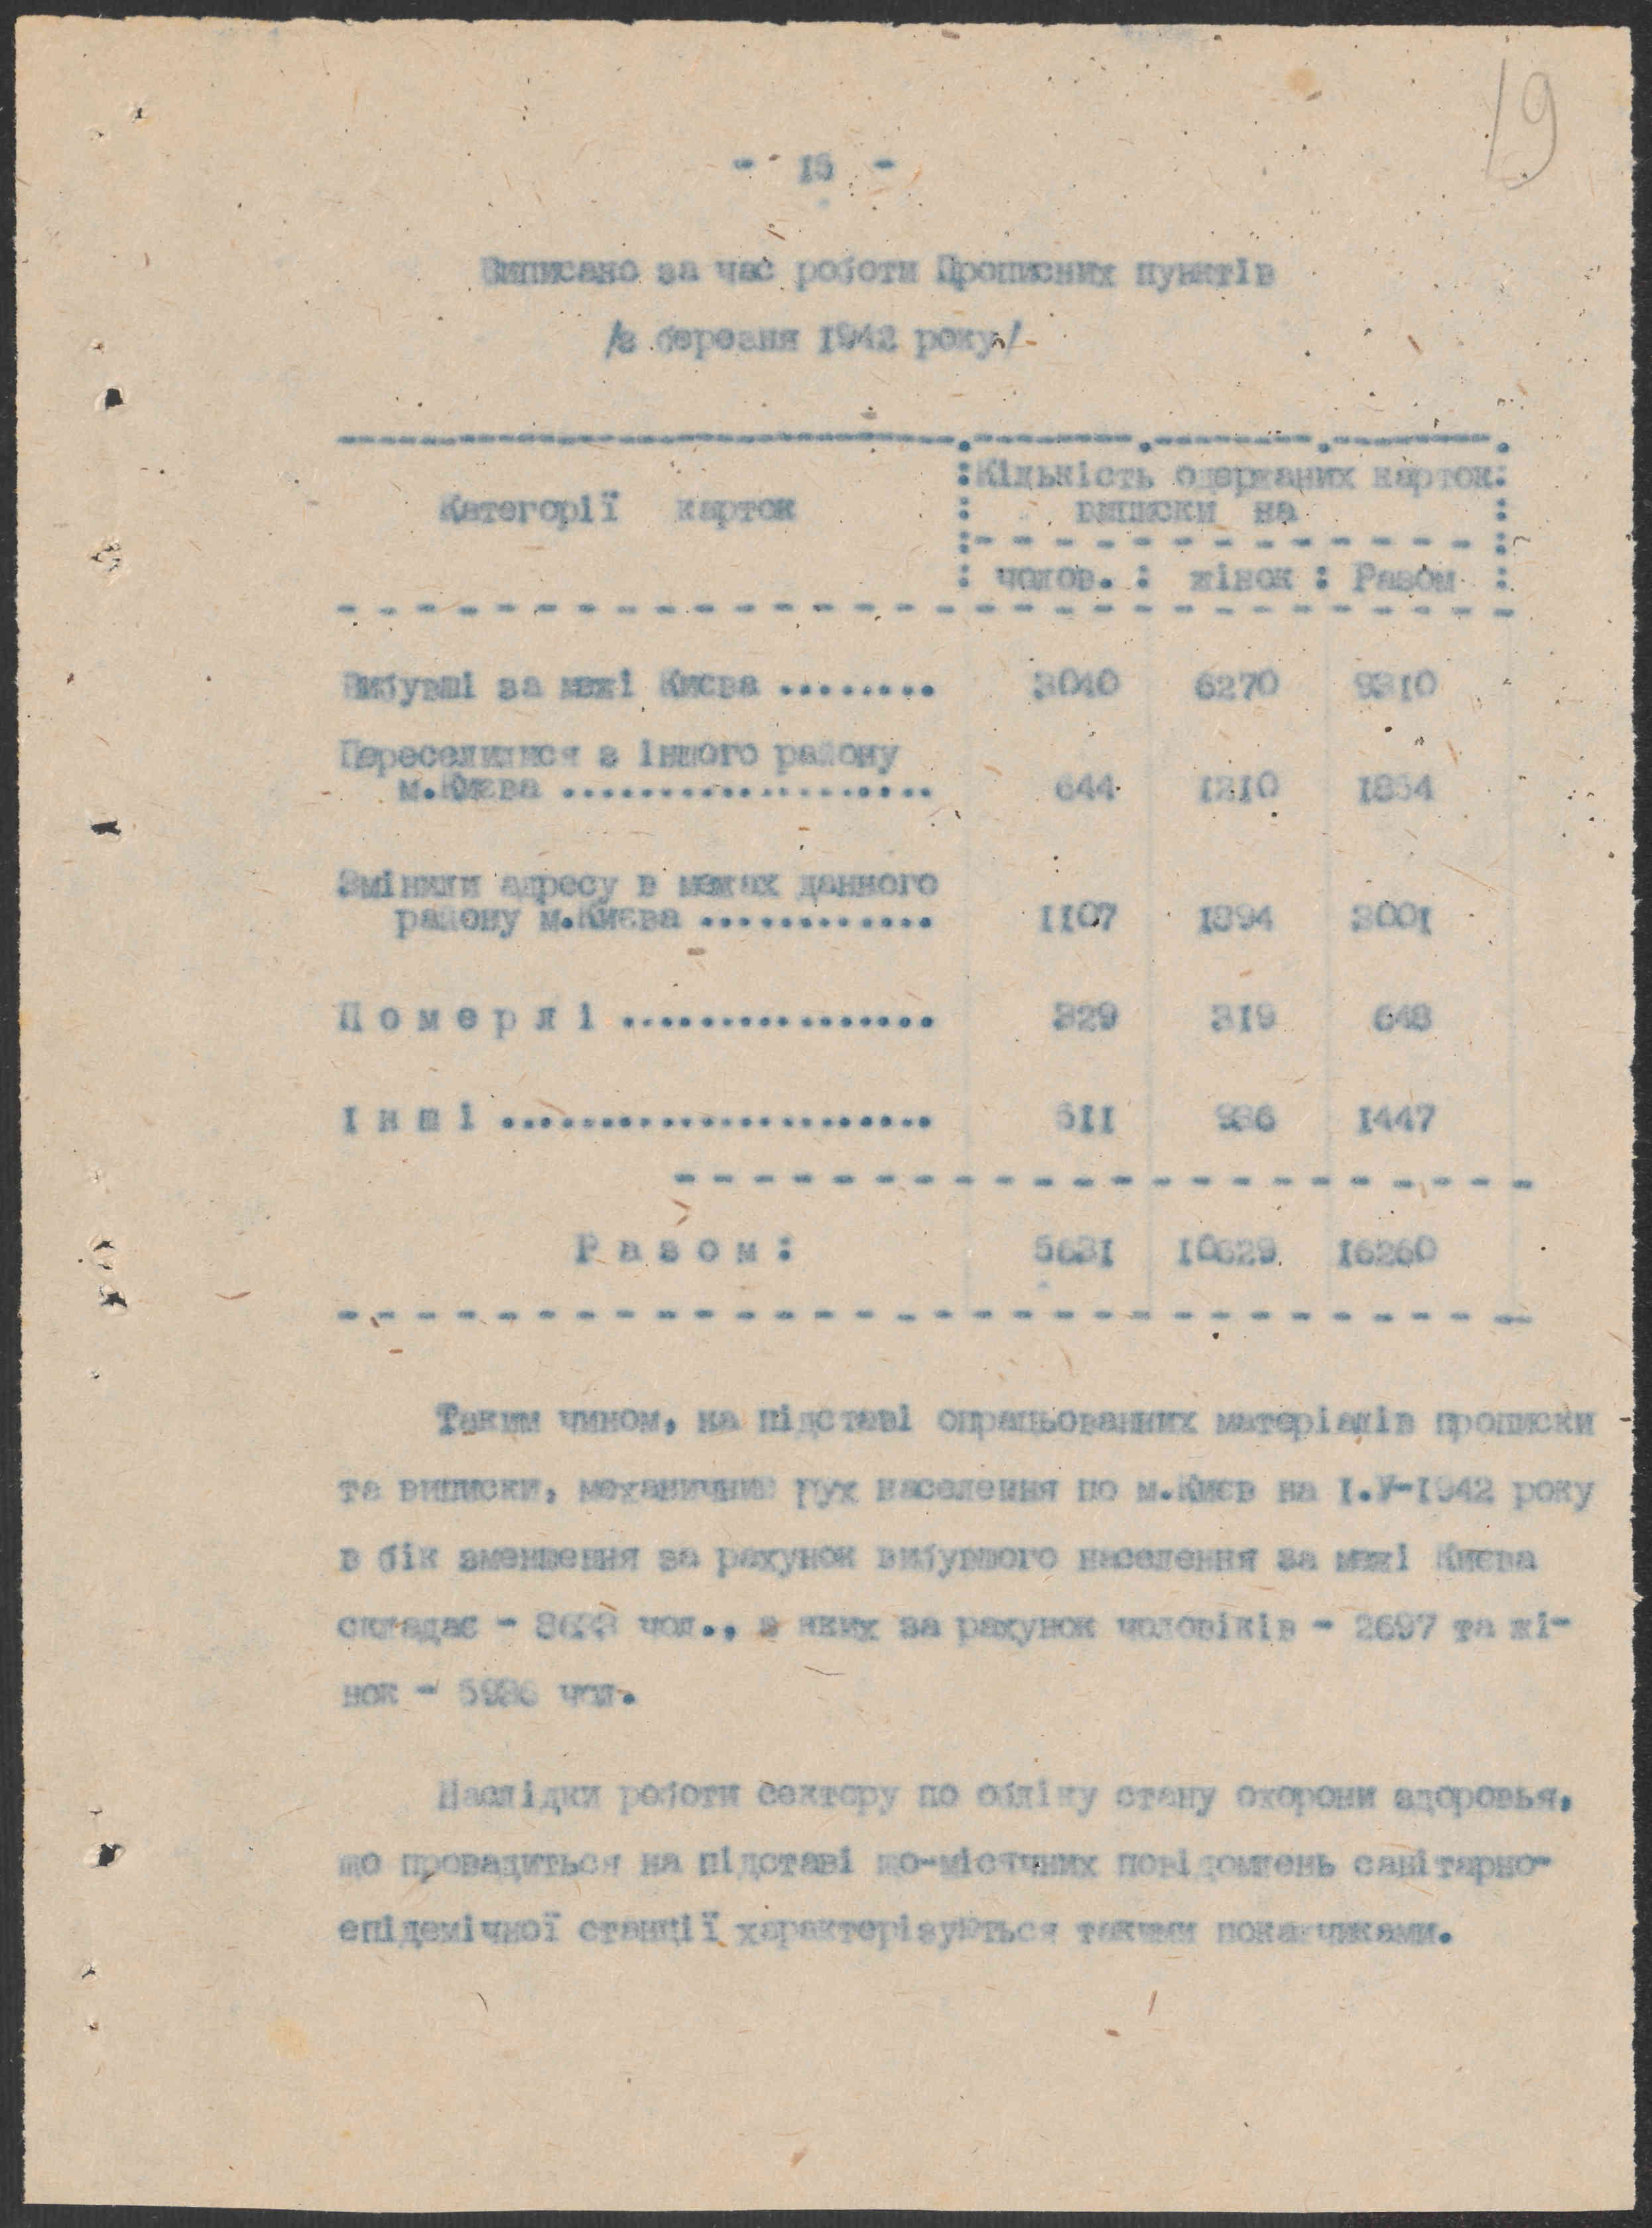 19
- 15 -
Виписано за час роботи Прописних пунктів
/з березня 1942 року/
Категорії карток : Кількість одержаних карток :
виписки на
: чолов. : жінок : Разом :
Вибувші за межі Києва ........ 3040 6270 9310
Переселилися з іншого району
м.Києва ................... 644 1210 1854
Змінили адресу в межах данного
району м.Києва ............ 1107 1894 3001
П о м е р л і ................ 329 319 648
І н ш і ...................... 511 936 1447
Р а з о м : 5631 10629 16260
Таким чином, на підставі опрацьованних матеріалів прописки
та виписки, механичний рух населення по м.Києв на I.У-1942 року
в бік зменшення за рахунок вибувшого населення за межі Києва
складає - 8633 чол., з яких за рахунок чоловіків - 2697 та жі-
нок - 5936 чол.
Наслідки роботи сектору по обліку стану охорони здоровья,
що провадиться на підставі що-місячних повідомлень санітарно-
епідемічної станції характерізуються такими показчиками.